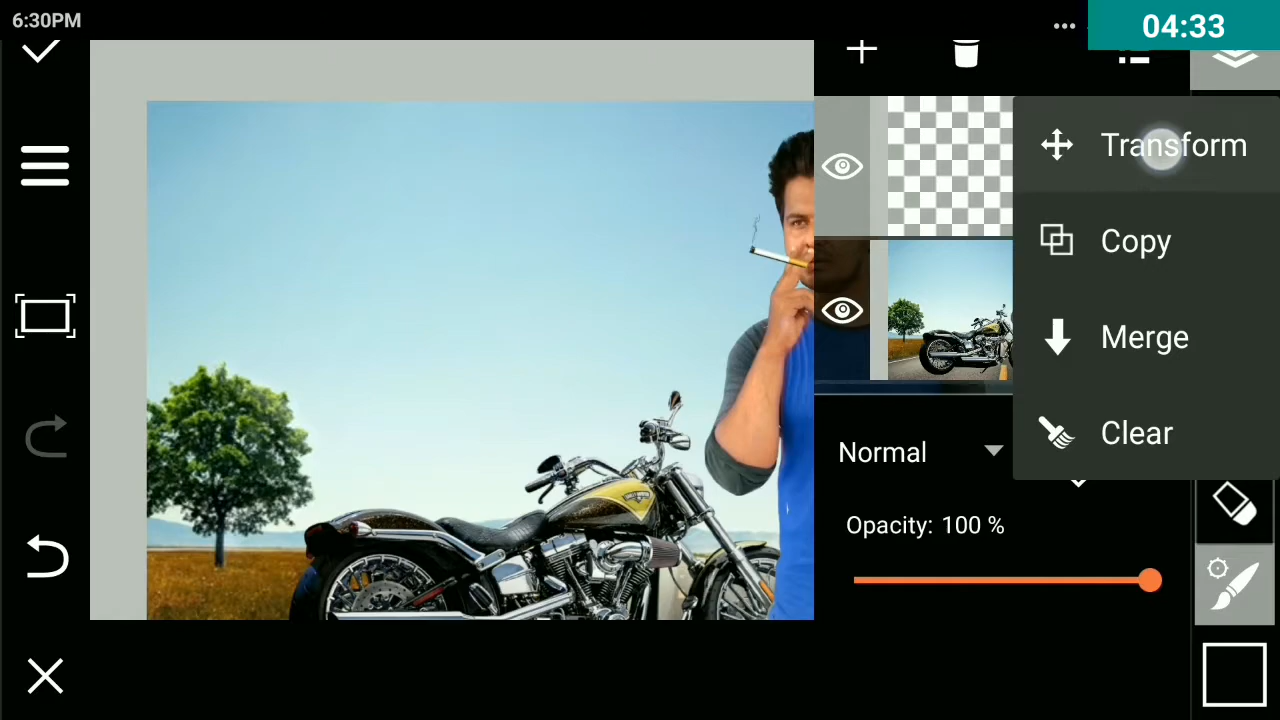 6:30PM
04:33
Transform
Copy
Merge
Clear
Normal
Opacity: 100 %